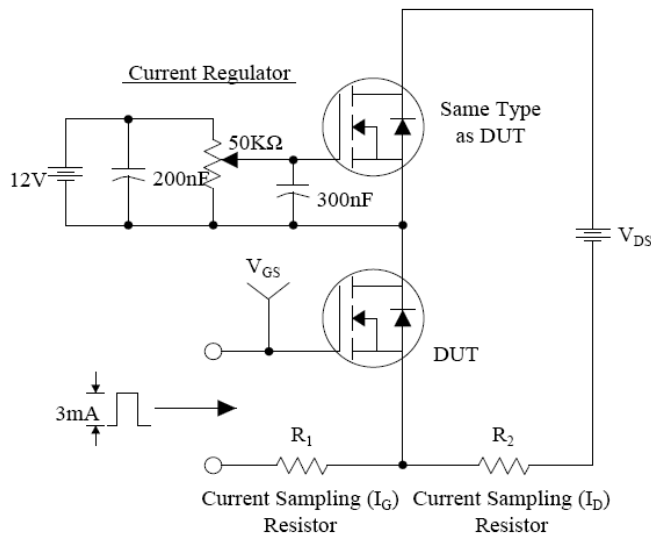 Current Regulator
Same Type
as DUT
50KΩ
12V
200nF
300nF
V_DS
V_GS
DUT
3mA
R_1
R_2
Current Sampling (I_G)
Resistor
Current Sampling (I_D)
Resistor